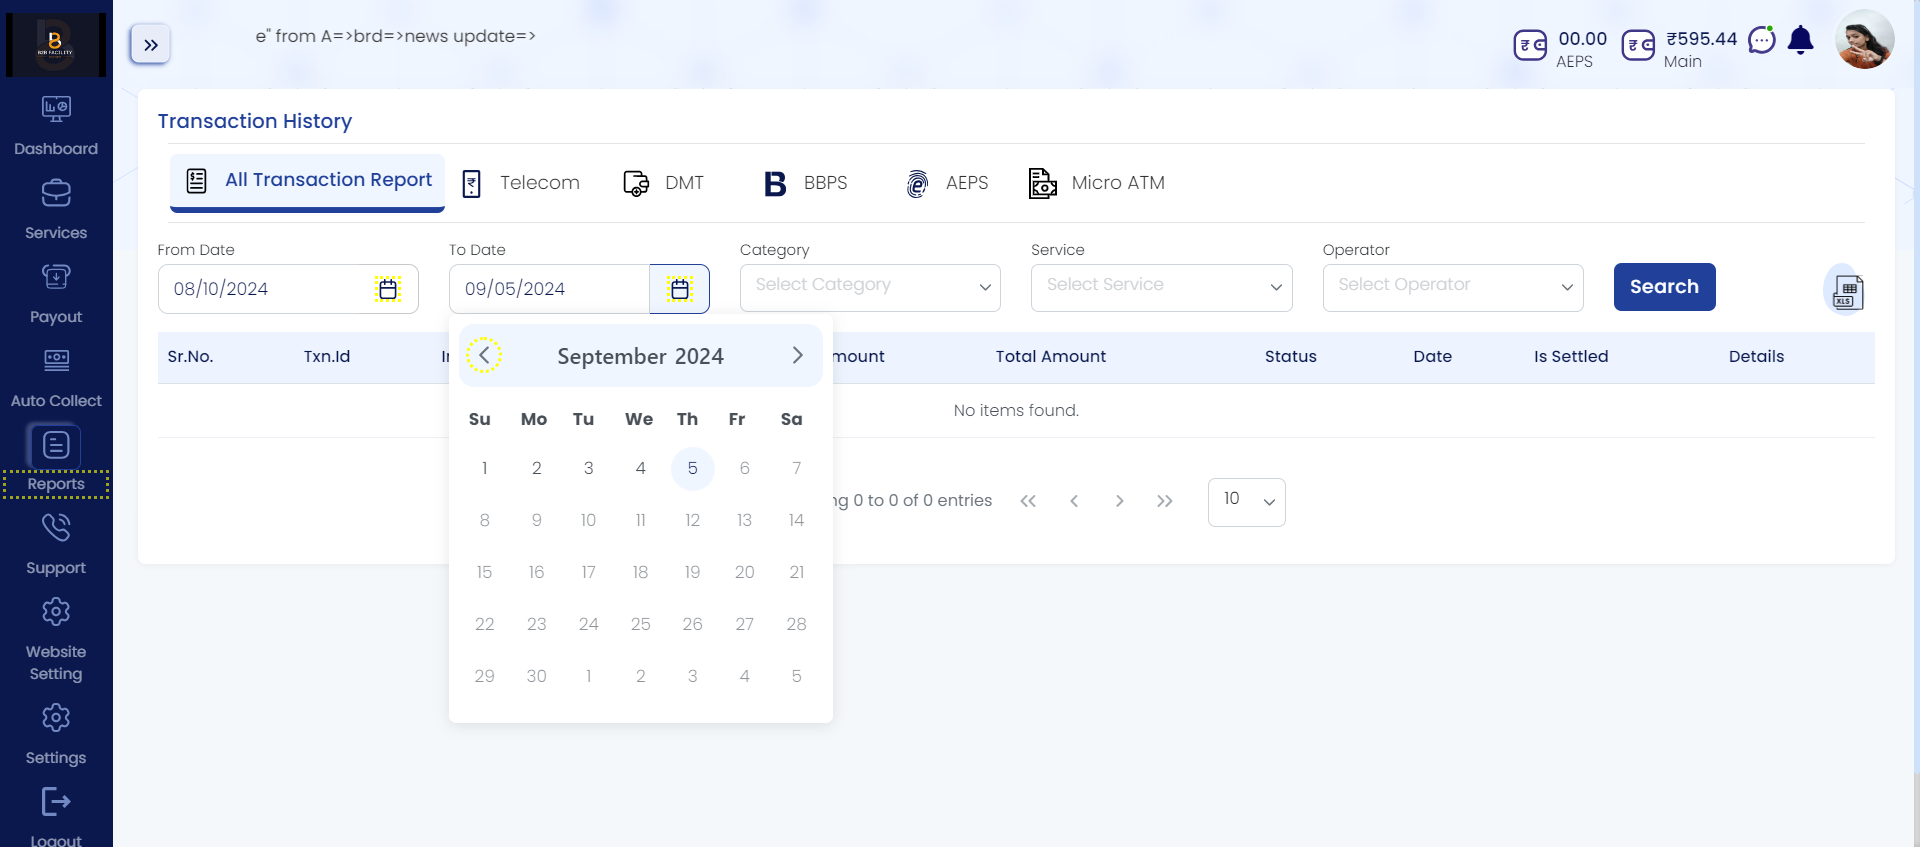 B2B FACILITY
e" from A=>brd=>news update=>
00.00
AEPS
₹595.44
Main
Dashboard
Services
Payout
Auto Collect
Reports
Support
Website
Setting
Settings
Logout
Transaction History
All Transaction Report
Telecom
DMT
BBPS
AEPS
Micro ATM
From Date
To Date
Category
Service
Operator
08/10/2024
09/05/2024
Select Category
Select Service
Select Operator
Search
XLS
Sr.No. Txn.Id Total Amount Status Date Is Settled Details
No items found.
0 to 0 of 0 entries
10
September 2024
Su Mo Tu We Th Fr Sa
1 2 3 4 5 6 7
8 9 10 11 12 13 14
15 16 17 18 19 20 21
22 23 24 25 26 27 28
29 30 1 2 3 4 5